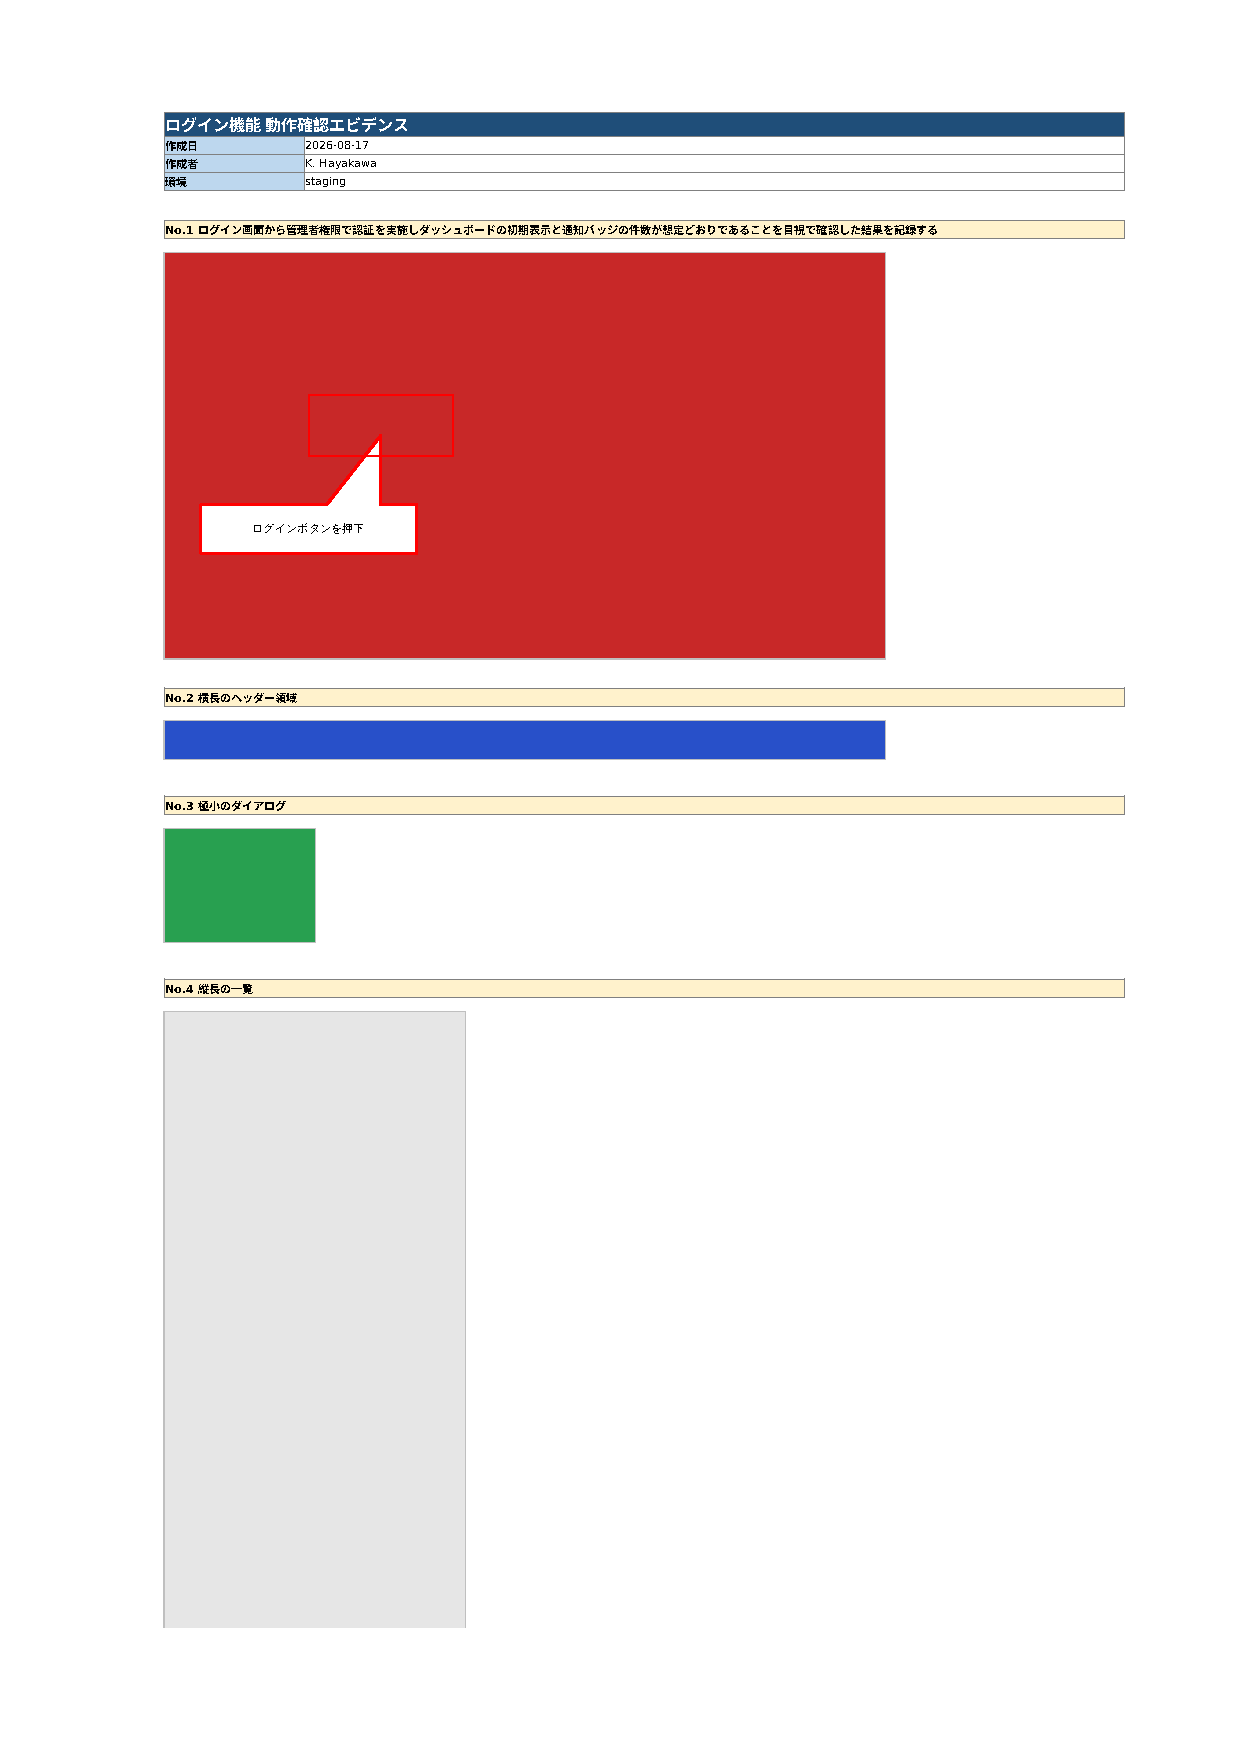 ログイン機能 動作確認エビデンス
作成日 2026-08-17
作成者 K. Hayakawa
環境 staging
No.1 ログイン画面から管理者権限で認証を実施しダッシュボードの初期表示と通知バッジの件数が想定どおりであることを目視で確認した結果を記録する
ログインボタンを押下
No.2 横長のヘッダー領域
No.3 極小のダイアログ
No.4 縦長の一覧